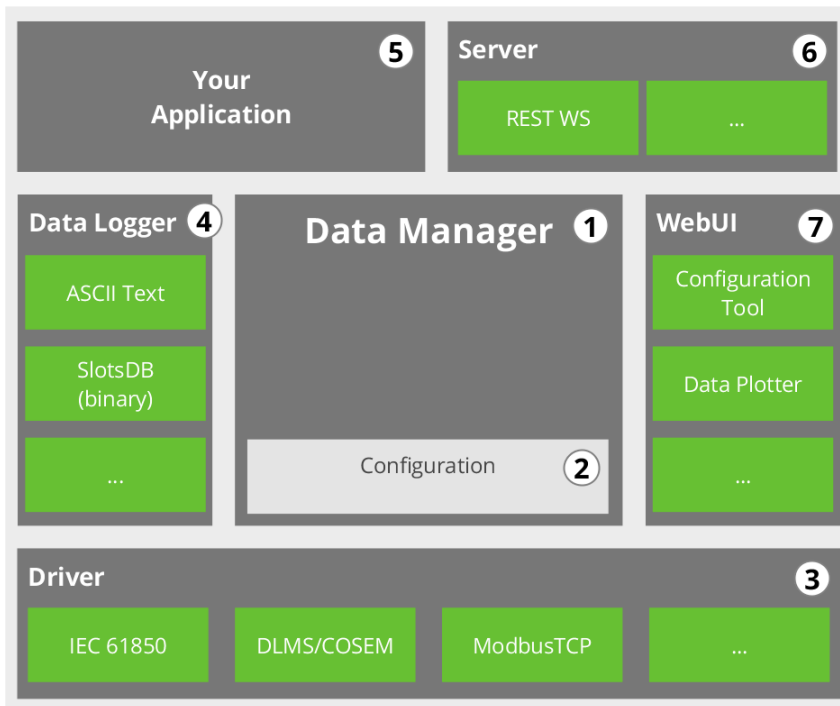 Your
Application
5
Server
6
REST WS
...
Data Logger
4
ASCII Text
SlotsDB
(binary)
...
Data Manager
1
Configuration
2
WebUI
7
Configuration
Tool
Data Plotter
...
Driver
3
IEC 61850
DLMS/COSEM
ModbusTCP
...